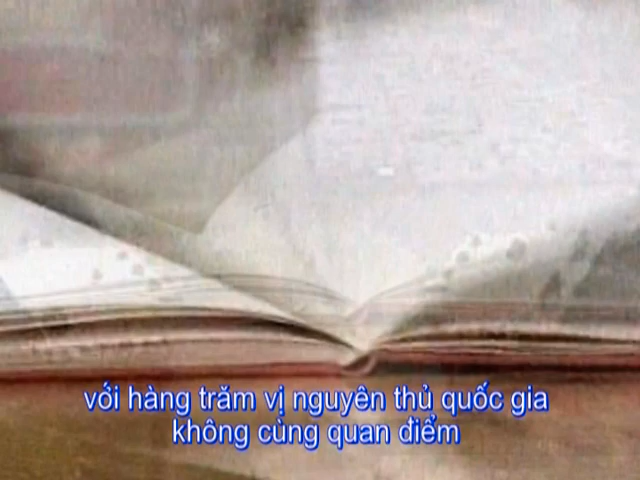 với hàng trăm vị nguyên thủ quốc gia
không cùng quan điểm